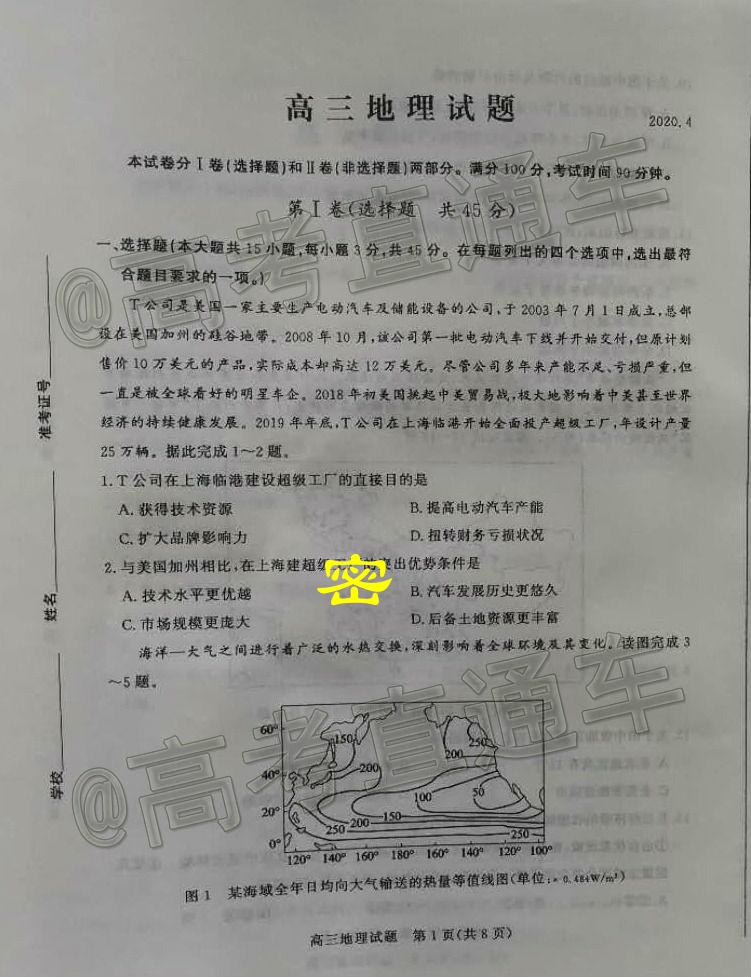 高三地理试题
2020.4
本试卷分Ⅰ卷(选择题)和Ⅱ卷(非选择题)两部分。满分100分,考试时间90分钟。
第Ⅰ卷(选择题 共45分)
一、选择题(本大题共15小题,每小题3分,共45分。在每题列出的四个选项中,选出最符
合题目要求的一项。)
T公司是美国一家主要生产电动汽车及储能设备的公司,于2003年7月1日成立,总部
设在美国加州的硅谷地带。2008年10月,该公司第一批电动汽车下线并开始交付,但原计划
售价10万美元的产品,实际成本却高达12万美元。尽管公司多年来产能不足、亏损严重,但
一直是被全球看好的明星车企。2018年初美国挑起中美贸易战,极大地影响着中美甚至世界
经济的持续健康发展。2019年年底,T公司在上海临港开始全面投产超级工厂,年设计产量
25万辆。据此完成1~2题。
1.T公司在上海临港建设超级工厂的直接目的是
A.获得技术资源 B.提高电动汽车产能
C.扩大品牌影响力 D.扭转财务亏损状况
2.与美国加州相比,在上海建超级 突出优势条件是
密
A.技术水平更优越 B.汽车发展历史更悠久
C.市场规模更庞大 D.后备土地资源更丰富
海洋—大气之间进行着广泛的水热交换,深刻影响着全球环境及其变化。读图完成3
~5题。
60°
40°
20°
0°
150
200
250
200
250
100
50
250
200
150
250
120° 140° 160° 180° 160° 140° 120° 100°
图1 某海域全年日均向大气输送的热量等值线图(单位:×0.484W/m²)
高三地理试题 第1页(共8页)
准考证号
姓名
学校
@高考直通车
@高考直通车